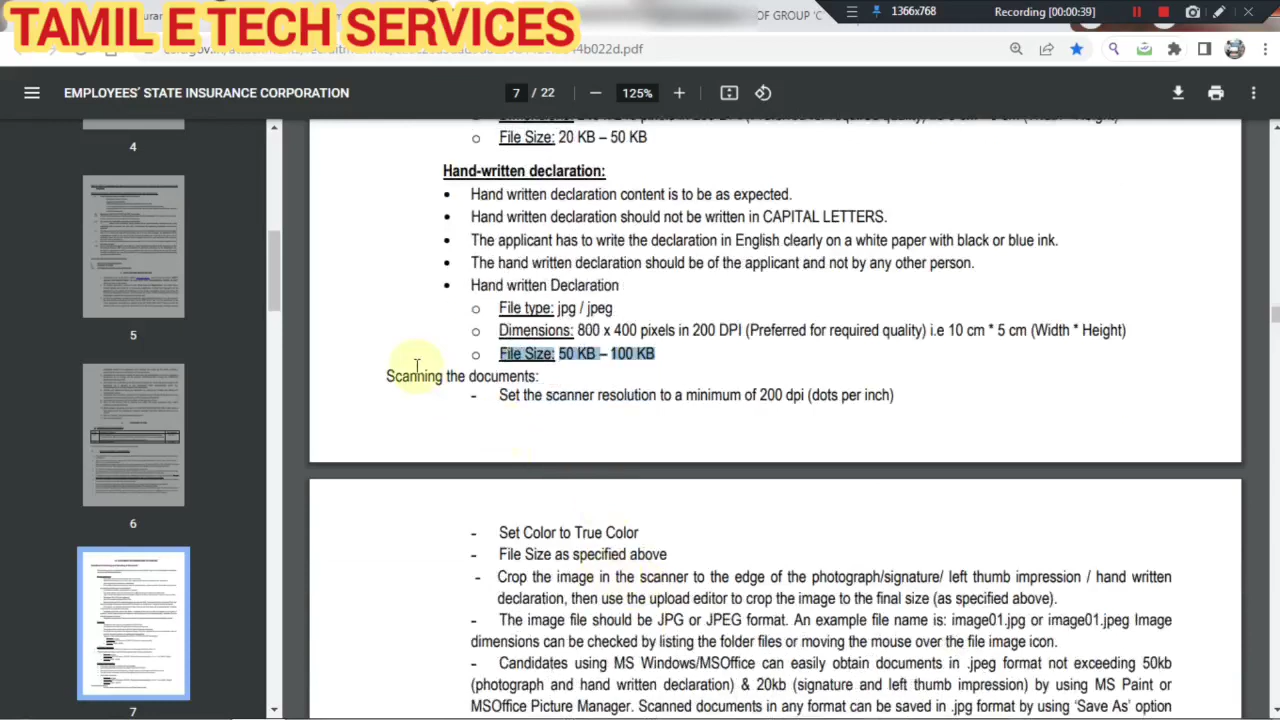 TAMIL E TECH SERVICES
OF GROUP 'C
1366x768
Recording [00:00:39]
44b022d.pdf
EMPLOYEES' STATE INSURANCE CORPORATION
7 / 22
125%
4
5
6
7
File Size: 20 KB – 50 KB
Hand-written declaration:
• Hand written declaration content is to be as expected.
• Hand written declaration should not be written in CAPITAL LETTERS.
• The applicant has to write the declaration in English clearly on a white paper with black or blue ink.
• The hand written declaration should be of the applicant and not by any other person.
• Hand written Declaration
o File type: jpg / jpeg
o Dimensions: 800 x 400 pixels in 200 DPI (Preferred for required quality) i.e 10 cm * 5 cm (Width * Height)
o File Size: 50 KB – 100 KB
Scanning the documents:
- Set the scanner resolution to a minimum of 200 dpi (dots per inch)
- Set Color to True Color
- File Size as specified above
- Crop the image in the scanner to the edge of the photograph/signature/ left thumb impression / hand written
declaration, then use the upload editor to crop the image to the final size (as specified above).
- The image file should be JPG or JPEG format. An example file name is: image01.jpg or image01.jpeg Image
dimensions can be checked by listing the folder files or moving the mouse over the file image icon.
- Candidates using MS Windows/MSOffice can easily obtain documents in .jpeg format not exceeding 50kb
(photograph and hand written declaration) & 20kb (signature and left thumb impression) by using MS Paint or
MSOffice Picture Manager. Scanned documents in any format can be saved in .jpg format by using 'Save As' option